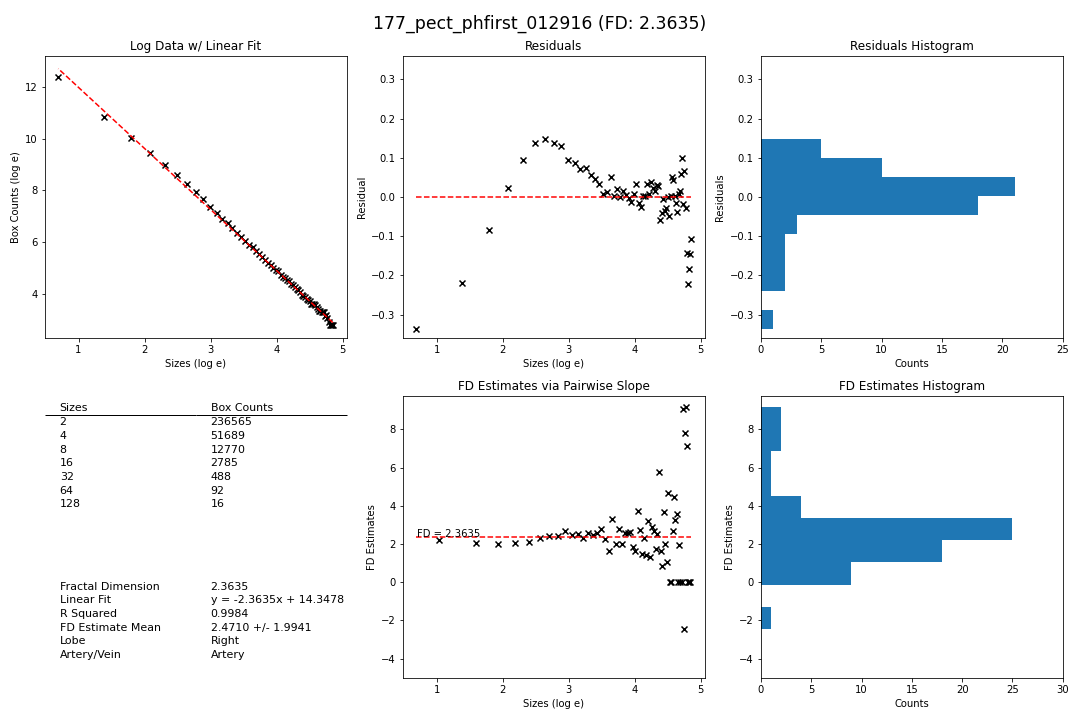 177_pect_phfirst_012916 (FD: 2.3635)
Log Data w/ Linear Fit
Box Counts (log e)
12
10
8
6
4
1 2 3 4 5
Sizes (log e)
Residuals
Residual
0.3
0.2
0.1
0.0
−0.1
−0.2
−0.3
1 2 3 4 5
Sizes (log e)
Residuals Histogram
Residuals
0.3
0.2
0.1
0.0
−0.1
−0.2
−0.3
0 5 10 15 20 25
Counts
Sizes Box Counts
2 236565
4 51689
8 12770
16 2785
32 488
64 92
128 16
Fractal Dimension 2.3635
Linear Fit y = -2.3635x + 14.3478
R Squared 0.9984
FD Estimate Mean 2.4710 +/- 1.9941
Lobe Right
Artery/Vein Artery
FD Estimates via Pairwise Slope
FD Estimates
8
6
4
2
0
−2
−4
FD = 2.3635
1 2 3 4 5
Sizes (log e)
FD Estimates Histogram
FD Estimates
8
6
4
2
0
−2
−4
0 5 10 15 20 25 30
Counts